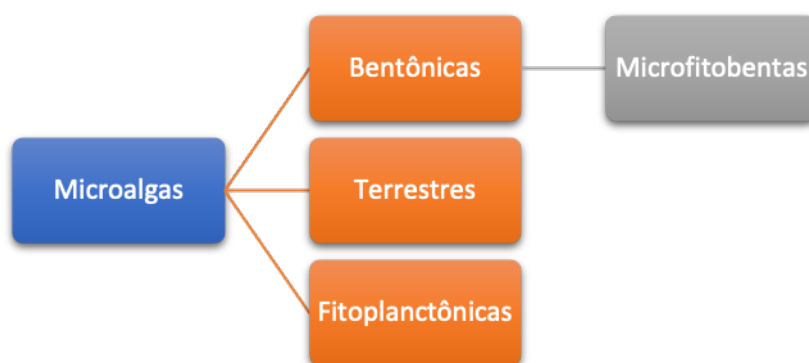 Microalgas
Bentônicas
Microfitobentas
Terrestres
Fitoplanctônicas